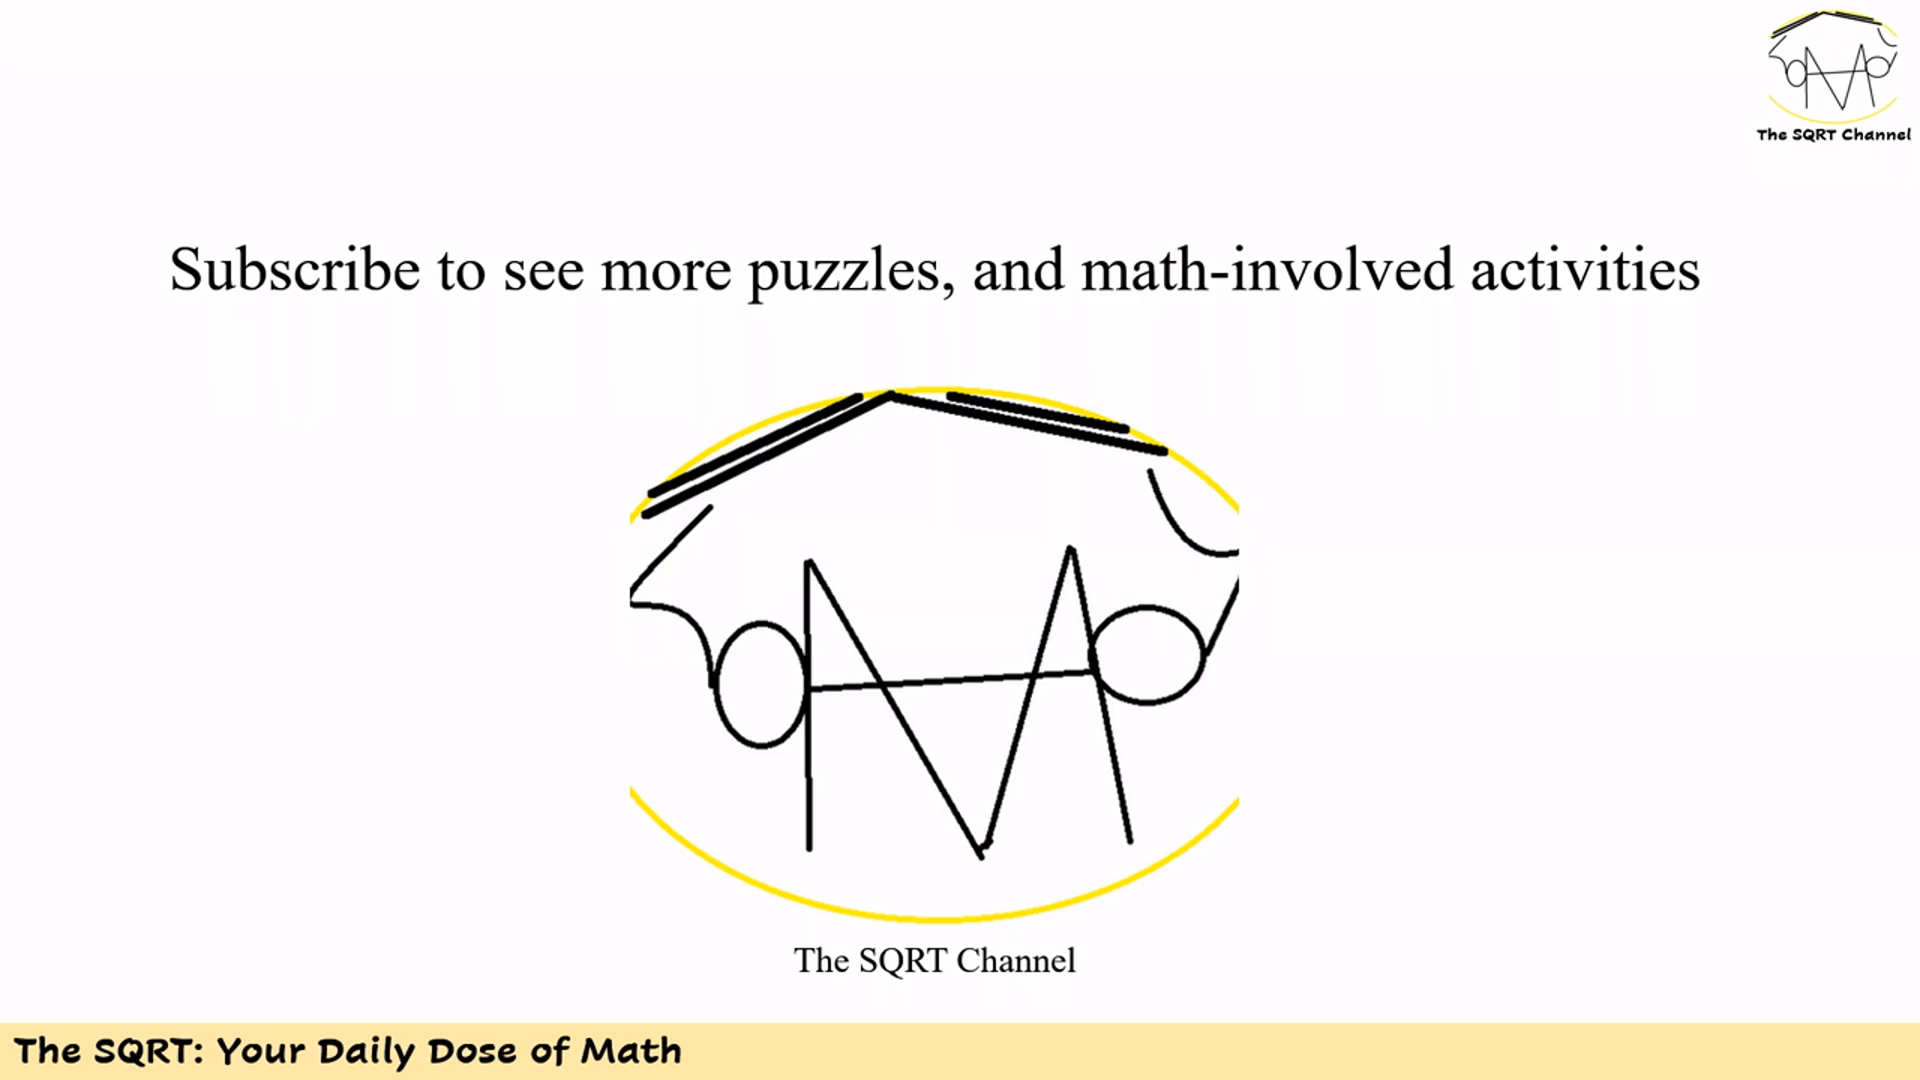 The SQRT Channel
Subscribe to see more puzzles, and math-involved activities
The SQRT Channel
The SQRT: Your Daily Dose of Math